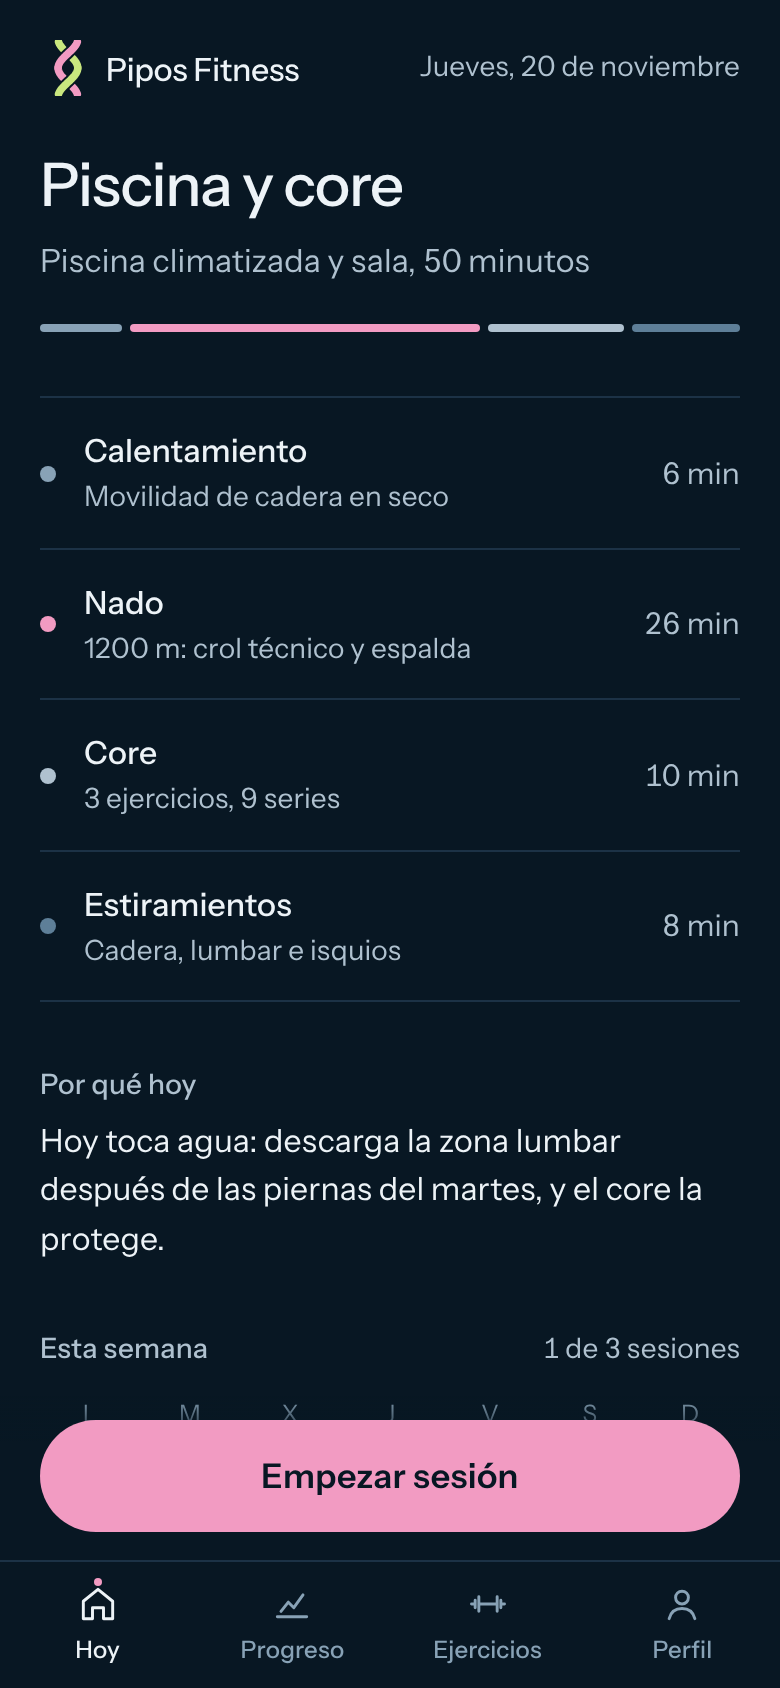 Pipos Fitness
Jueves, 20 de noviembre
Piscina y core
Piscina climatizada y sala, 50 minutos
Calentamiento
Movilidad de cadera en seco
6 min
Nado
1200 m: crol técnico y espalda
26 min
Core
3 ejercicios, 9 series
10 min
Estiramientos
Cadera, lumbar e isquios
8 min
Por qué hoy
Hoy toca agua: descarga la zona lumbar
después de las piernas del martes, y el core la
protege.
Esta semana
1 de 3 sesiones
L M X J V S D
Empezar sesión
Hoy
Progreso
Ejercicios
Perfil